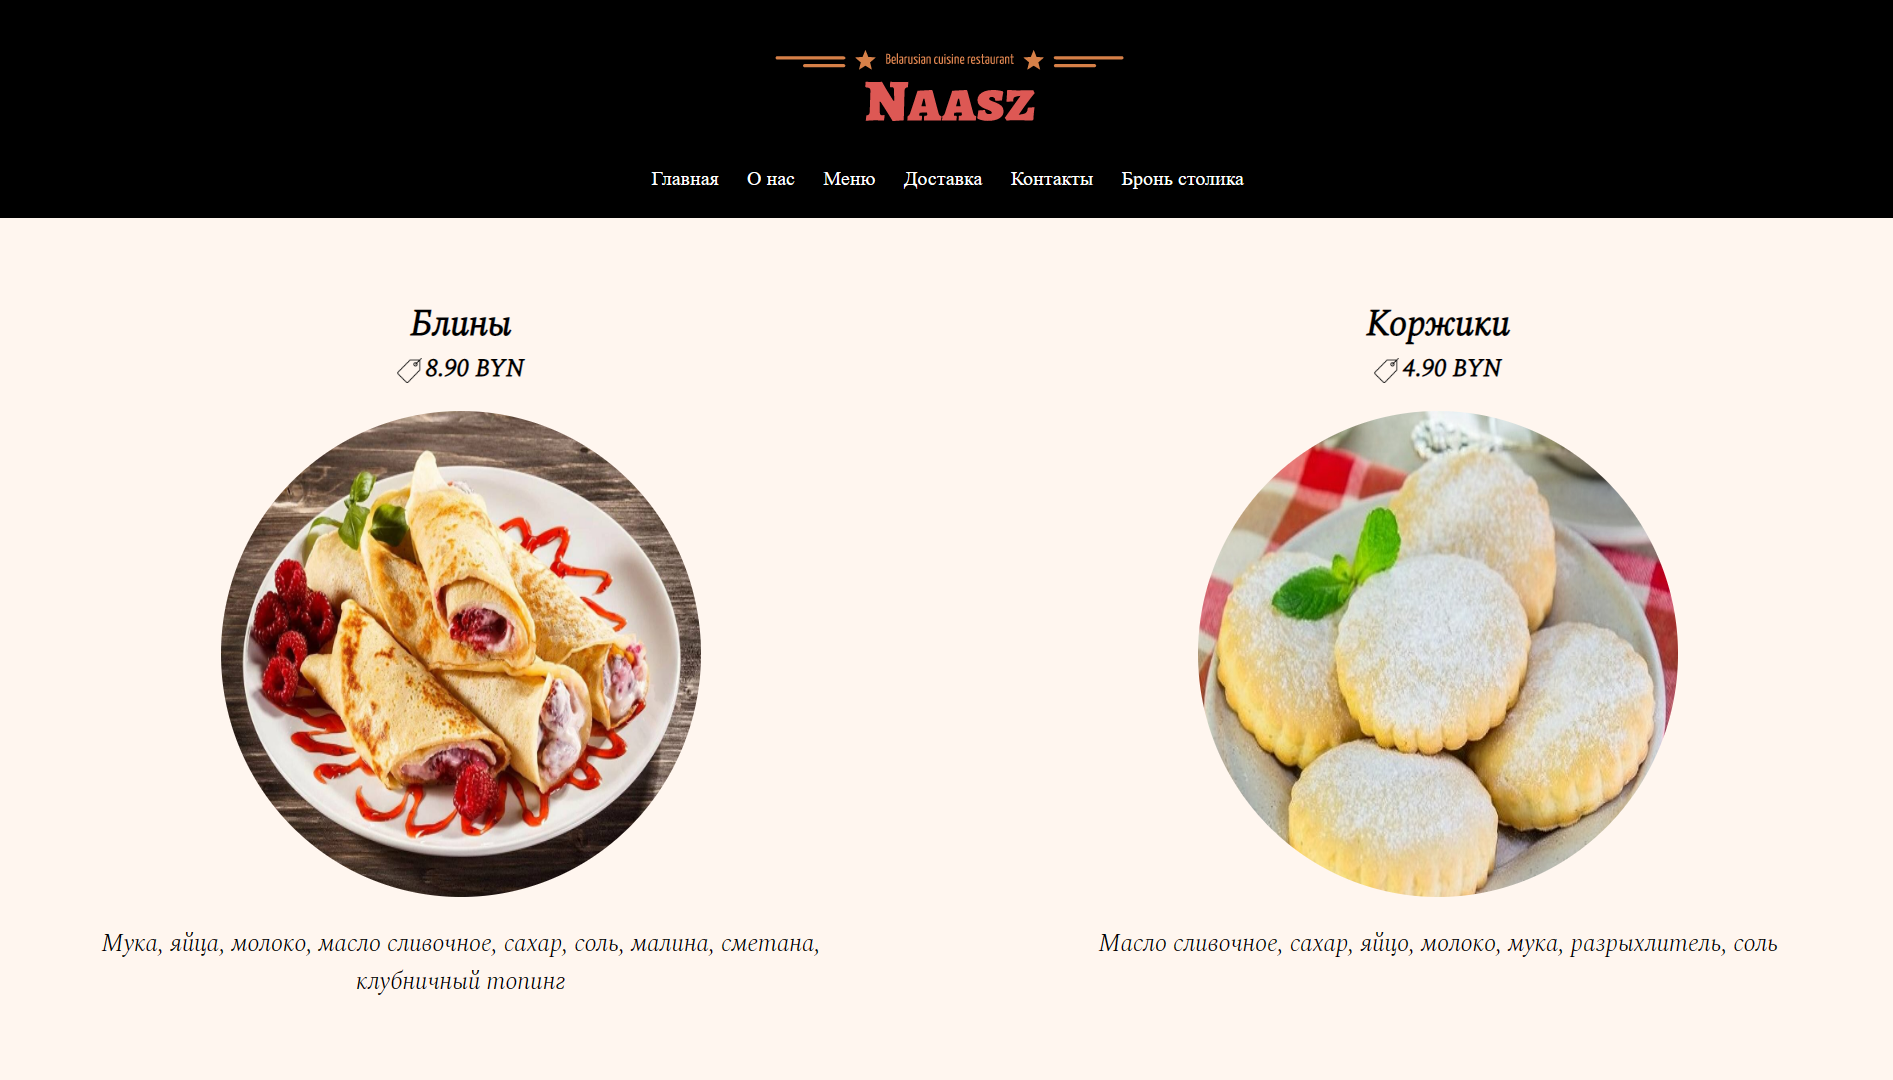 Belarusian cuisine restaurant
Naasz
Главная О нас Меню Доставка Контакты Бронь столика
Блины
8.90 BYN
Мука, яйца, молоко, масло сливочное, сахар, соль, малина, сметана,
клубничный топинг
Коржики
4.90 BYN
Масло сливочное, сахар, яйцо, молоко, мука, разрыхлитель, соль